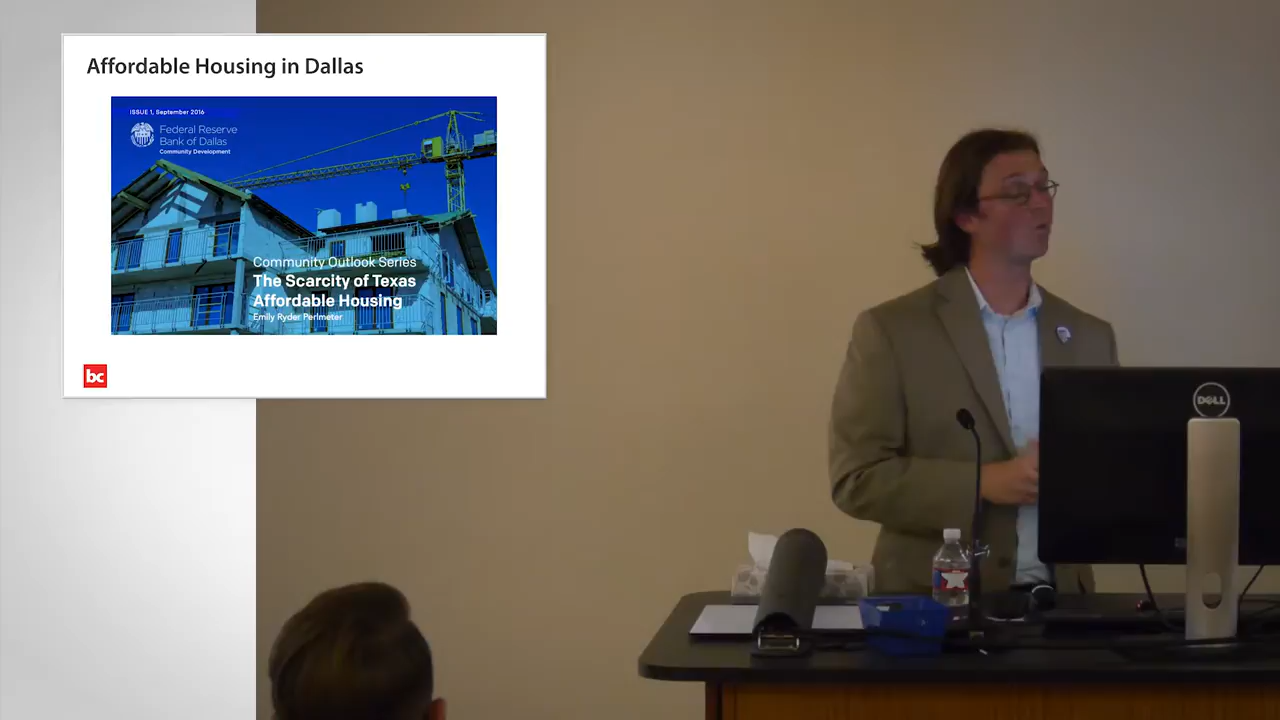 Affordable Housing in Dallas
ISSUE 1, September 2016
Federal Reserve
Bank of Dallas
Community Development
Community Outlook Series
The Scarcity of Texas
Affordable Housing
Emily Ryder Perlmeter
bc
DELL